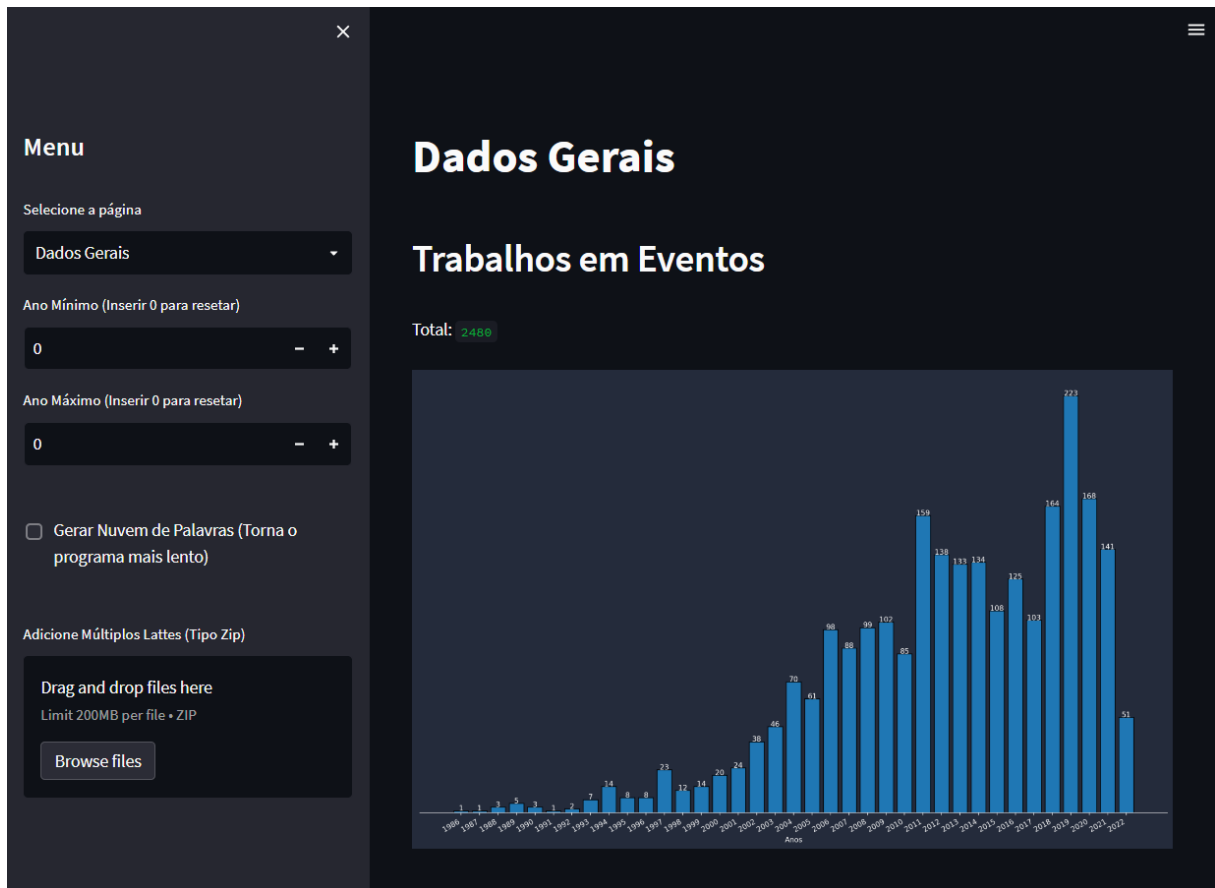 Menu
Selecione a página
Dados Gerais
Ano Mínimo (Inserir 0 para resetar)
0
Ano Máximo (Inserir 0 para resetar)
0
Gerar Nuvem de Palavras (Torna o
programa mais lento)
Adicione Múltiplos Lattes (Tipo Zip)
Drag and drop files here
Limit 200MB per file • ZIP
Browse files
Dados Gerais
Trabalhos em Eventos
Total: 2480
1 1 3 5 3 1 2 7 14 8 8 23 12 14 20 24 38 46 70 61 98 88 99 102 85 159 138 133 134 108 125 103 164 223 168 141 51
1986 1987 1988 1989 1990 1991 1992 1993 1994 1995 1996 1997 1998 1999 2000 2001 2002 2003 2004 2005 2006 2007 2008 2009 2010 2011 2012 2013 2014 2015 2016 2017 2018 2019 2020 2021 2022
Anos